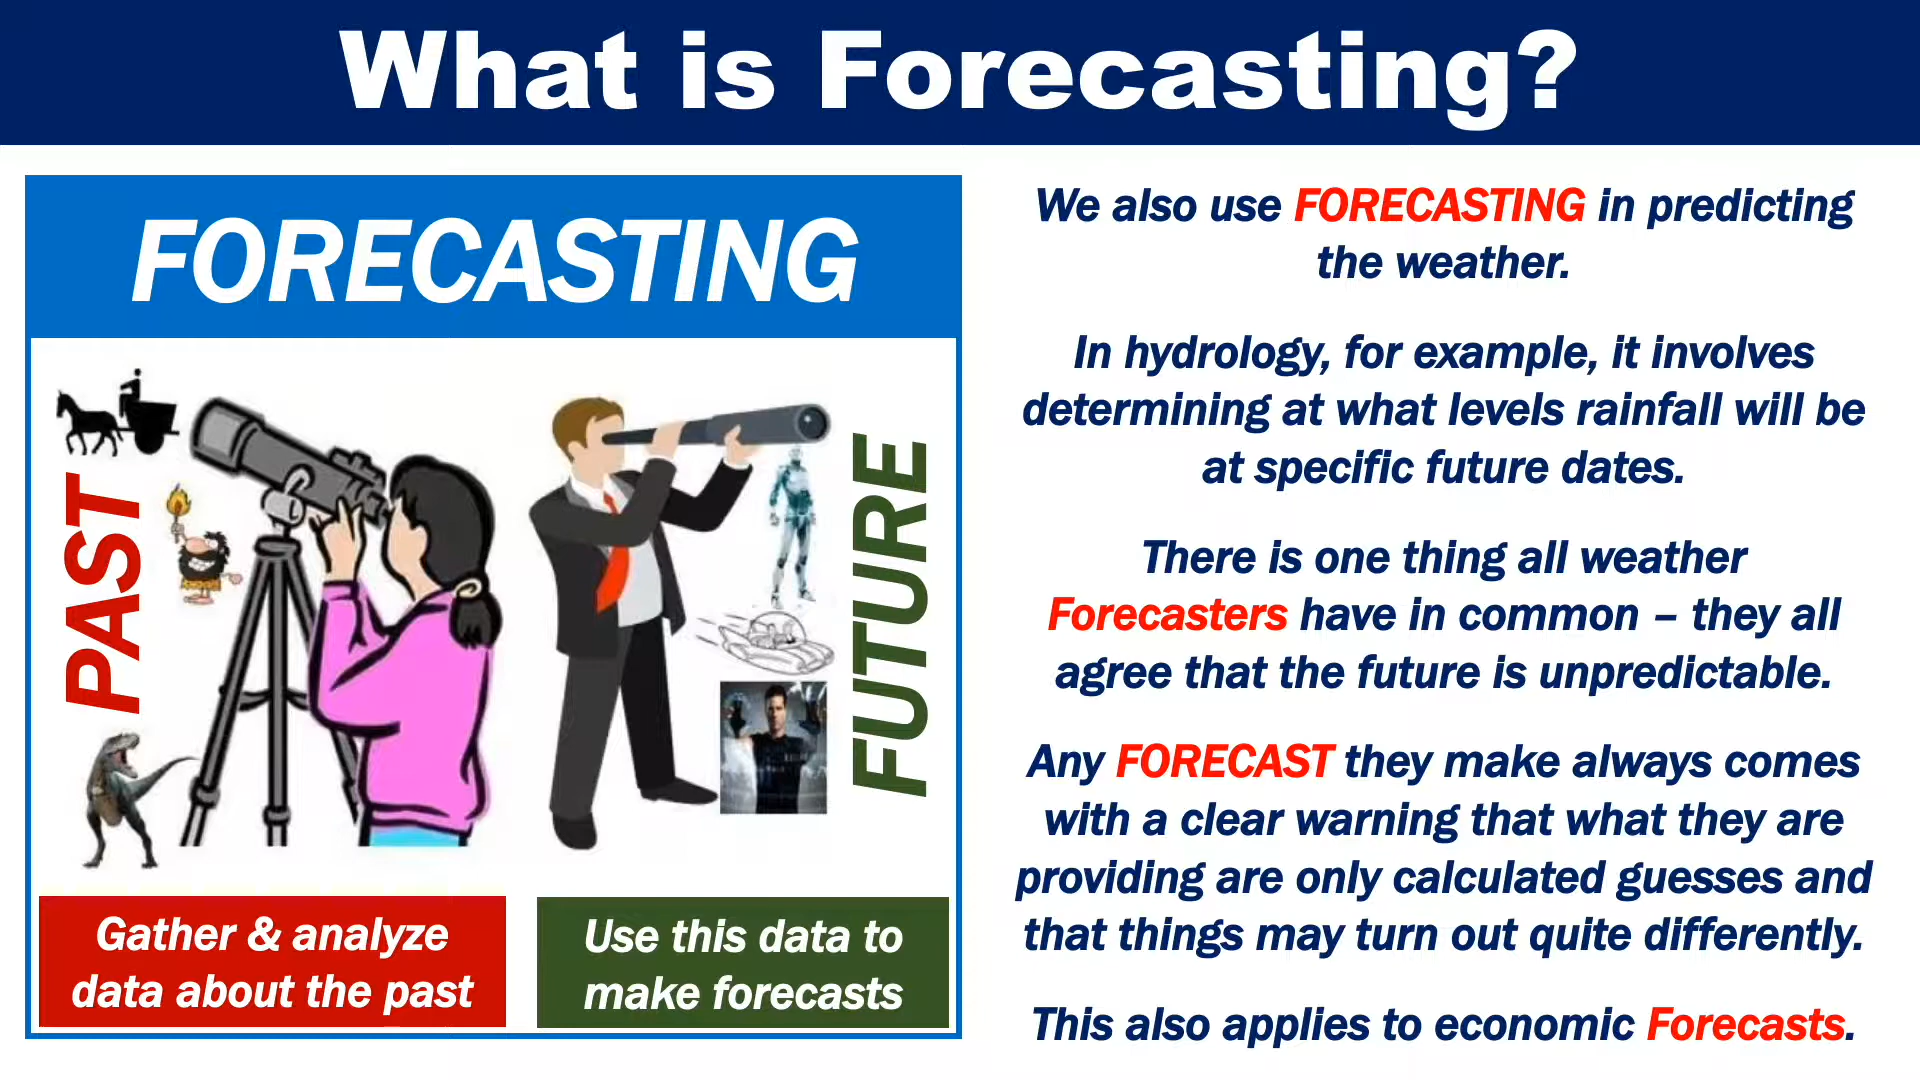 What is Forecasting?
FORECASTING
PAST
FUTURE
Gather & analyze
data about the past
Use this data to
make forecasts
We also use FORECASTING in predicting
the weather.
In hydrology, for example, it involves
determining at what levels rainfall will be
at specific future dates.
There is one thing all weather
Forecasters have in common – they all
agree that the future is unpredictable.
Any FORECAST they make always comes
with a clear warning that what they are
providing are only calculated guesses and
that things may turn out quite differently.
This also applies to economic Forecasts.